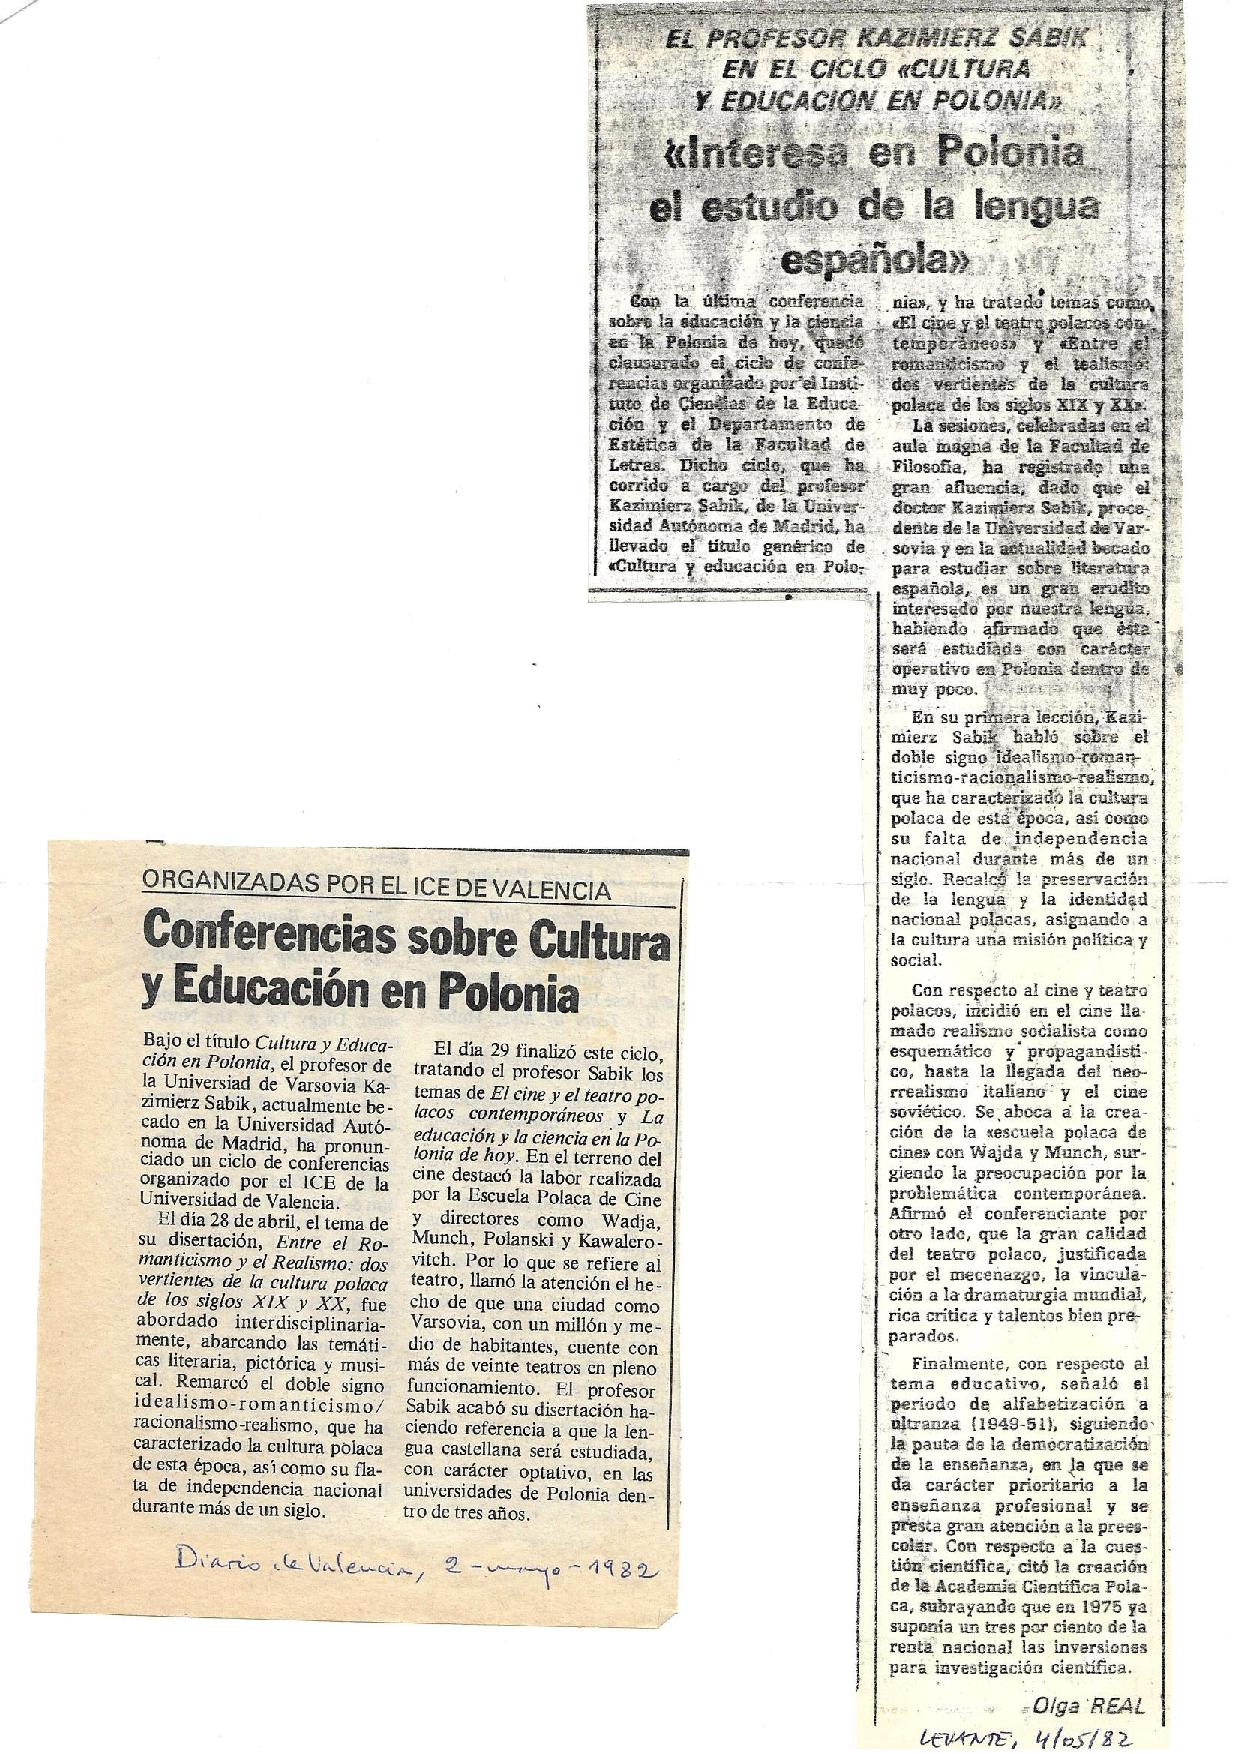 EL PROFESOR KAZIMIERZ SABIK
EN EL CICLO «CULTURA
Y EDUCACION EN POLONIA»
«Interesa en Polonia
el estudio de la lengua
española»
Con la última conferencia
sobre la educación y la ciencia
en la Polonia de hoy, quedó
clausurado el ciclo de confe-
rencias organizado por el Insti-
tuto de Ciencias de la Educa-
ción y el Departamento de
Estética de la Facultad de
Letras. Dicho ciclo, que ha
corrido a cargo del profesor
Kazimierz Sabik, de la Univer-
sidad Autónoma de Madrid, ha
llevado el título genérico de
«Cultura y educación en Polo-
nia», y ha tratado temas como,
«El cine y el teatro polacos con-
temporáneos» y «Entre el
romanticismo y el tealismo:
dos vertientes de la cultura
polaca de los siglos XIX y XX».
La sesiones, celebradas en el
aula magna de la Facultad de
Filosofía, ha registrado una
gran afluencia, dado que el
doctor Kazimierz Sabik, proce-
dente de la Universidad de Var-
sovia y en la actualidad becado
para estudiar sobre literatura
española, es un gran erudito
interesado por nuestra lengua,
habiendo afirmado que ésta
será estudiada con carácter
operativo en Polonia dentro de
muy poco.
En su primera lección, Kazi-
mierz Sabik habló sobre el
doble signo idealismo-roman-
ticismo-racionalismo-realismo,
que ha caracterizado la cultura
polaca de esta época, así como
su falta de independencia
nacional durante más de un
siglo. Recalcó la preservación
de la lengua y la identidad
nacional polacas, asignando a
la cultura una misión política y
social.
Con respecto al cine y teatro
polacos, incidió en el cine lla-
mado realismo socialista como
esquemático y propagandísti-
co, hasta la llegada del neo-
rrealismo italiano y el cine
soviético. Se aboca a la crea-
ción de la «escuela polaca de
cine» con Wajda y Munch, sur-
giendo la preocupación por la
problemática contemporánea.
Afirmó el conferenciante por
otro lado, que la gran calidad
del teatro polaco, justificada
por el mecenazgo, la vincula-
ción a la dramaturgia mundial,
rica crítica y talentos bien pre-
parados.
Finalmente, con respecto al
tema educativo, señaló el
período de alfabetización a
ultranza (1949-51), siguiendo
la pauta de la democratización
de la enseñanza, en la que se
da carácter prioritario a la
enseñanza profesional y se
presta gran atención a la prees-
colar. Con respecto a la cues-
tión científica, citó la creación
de la Academia Científica Pola-
ca, subrayando que en 1975 ya
suponía un tres por ciento de la
renta nacional las inversiones
para investigación científica.
Olga REAL
LEVANTE, 4/05/82
ORGANIZADAS POR EL ICE DE VALENCIA
Conferencias sobre Cultura
y Educación en Polonia
Bajo el título Cultura y Educa-
ción en Polonia, el profesor de
la Universiad de Varsovia Ka-
zimierz Sabik, actualmente be-
cado en la Universidad Autó-
noma de Madrid, ha pronun-
ciado un ciclo de conferencias
organizado por el ICE de la
Universidad de Valencia.
El día 28 de abril, el tema de
su disertación, Entre el Ro-
manticismo y el Realismo: dos
vertientes de la cultura polaca
de los siglos XIX y XX, fue
abordado interdisciplinaria-
mente, abarcando las temáti-
cas literaria, pictórica y musi-
cal. Remarcó el doble signo
idealismo-romanticismo/
racionalismo-realismo, que ha
caracterizado la cultura polaca
de esta época, así como su fla-
ta de independencia nacional
durante más de un siglo.
El día 29 finalizó este ciclo,
tratando el profesor Sabik los
temas de El cine y el teatro po-
lacos contemporáneos y La
educación y la ciencia en la Po-
lonia de hoy. En el terreno del
cine destacó la labor realizada
por la Escuela Polaca de Cine
y directores como Wadja,
Munch, Polanski y Kawalero-
vitch. Por lo que se refiere al
teatro, llamó la atención el he-
cho de que una ciudad como
Varsovia, con un millón y me-
dio de habitantes, cuente con
más de veinte teatros en pleno
funcionamiento. El profesor
Sabik acabó su disertación ha-
ciendo referencia a que la len-
gua castellana será estudiada,
con carácter optativo, en las
universidades de Polonia den-
tro de tres años.
Diario de Valencia, 2-mayo-1982